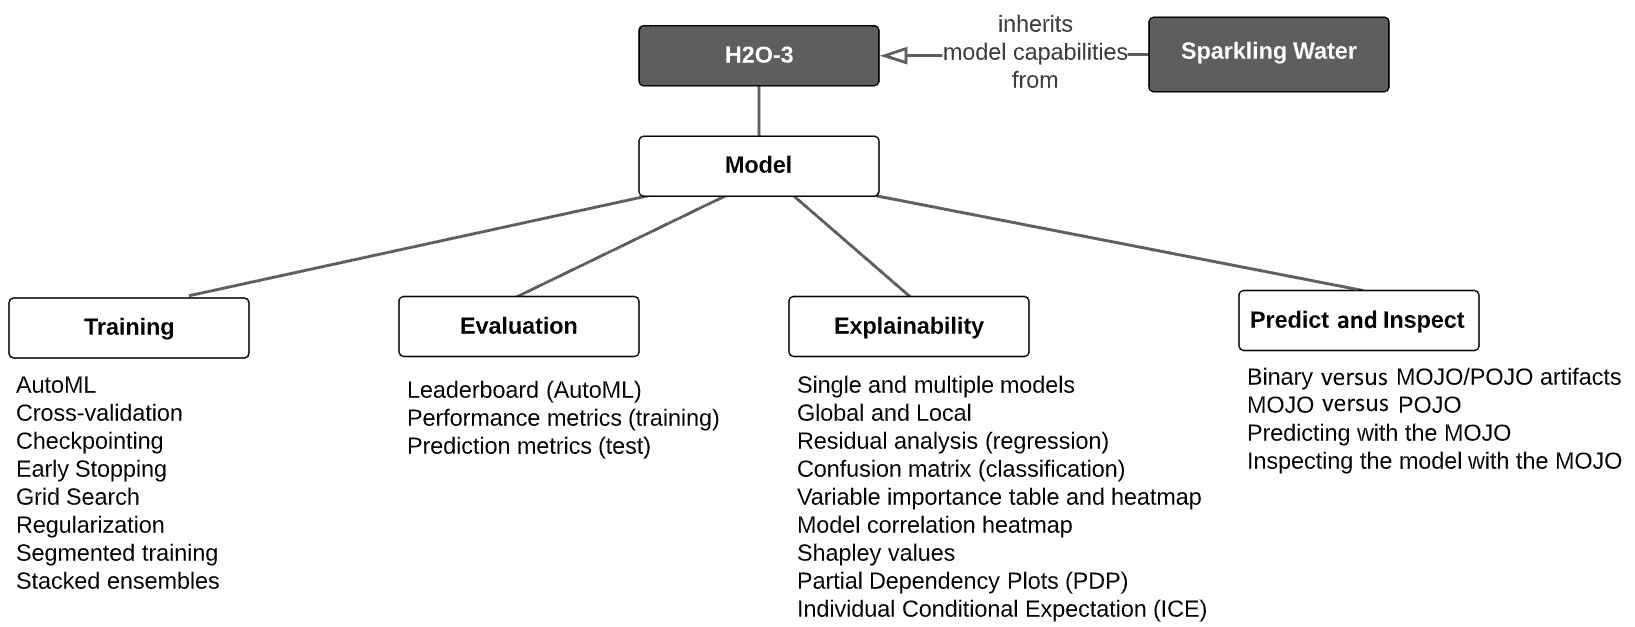 H2O-3
inherits
model capabilities
from
Sparkling Water
Model
Training
AutoML
Cross-validation
Checkpointing
Early Stopping
Grid Search
Regularization
Segmented training
Stacked ensembles
Evaluation
Leaderboard (AutoML)
Performance metrics (training)
Prediction metrics (test)
Explainability
Single and multiple models
Global and Local
Residual analysis (regression)
Confusion matrix (classification)
Variable importance table and heatmap
Model correlation heatmap
Shapley values
Partial Dependency Plots (PDP)
Individual Conditional Expectation (ICE)
Predict and Inspect
Binary versus MOJO/POJO artifacts
MOJO versus POJO
Predicting with the MOJO
Inspecting the model with the MOJO